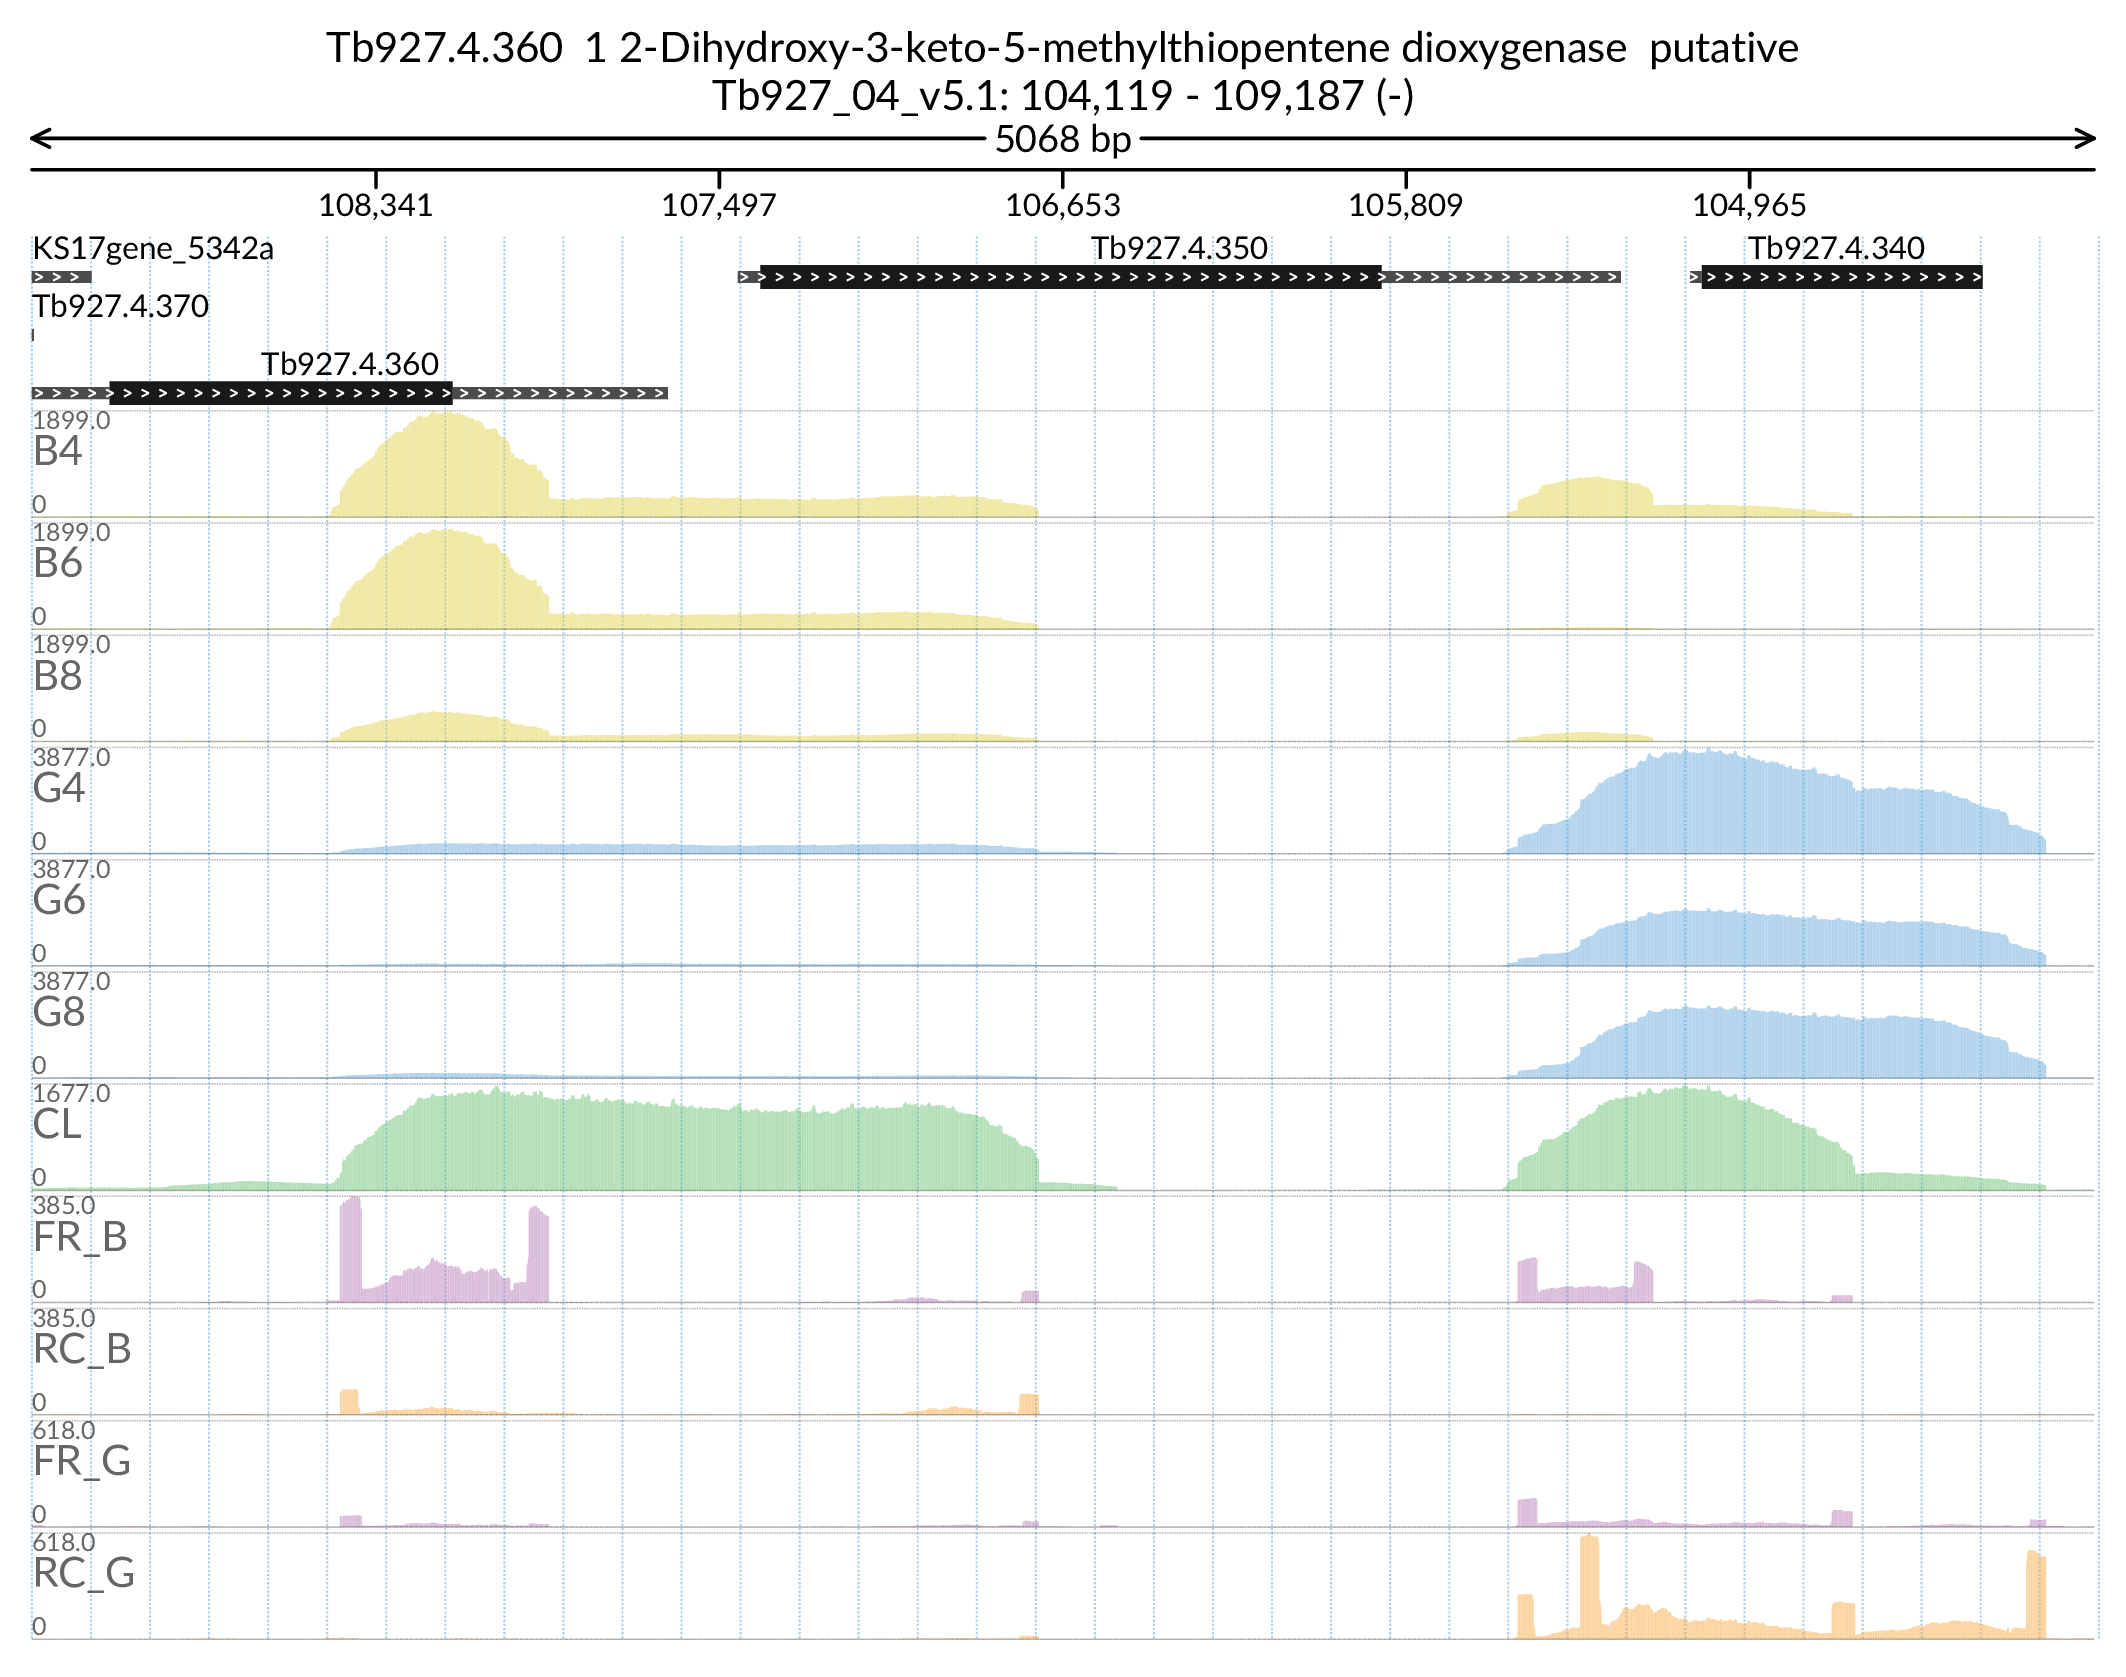 Tb927.4.360  1 2-Dihydroxy-3-keto-5-methylthiopentene dioxygenase  putative
Tb927_04_v5.1: 104,119 - 109,187 (-)
5068 bp
108,341 107,497 106,653 105,809 104,965
KS17gene_5342a Tb927.4.350 Tb927.4.340
Tb927.4.370
Tb927.4.360
1899.0
B4
0
1899.0
B6
0
1899.0
B8
0
3877.0
G4
0
3877.0
G6
0
3877.0
G8
0
1677.0
CL
0
385.0
FR_B
0
385.0
RC_B
0
618.0
FR_G
0
618.0
RC_G
0